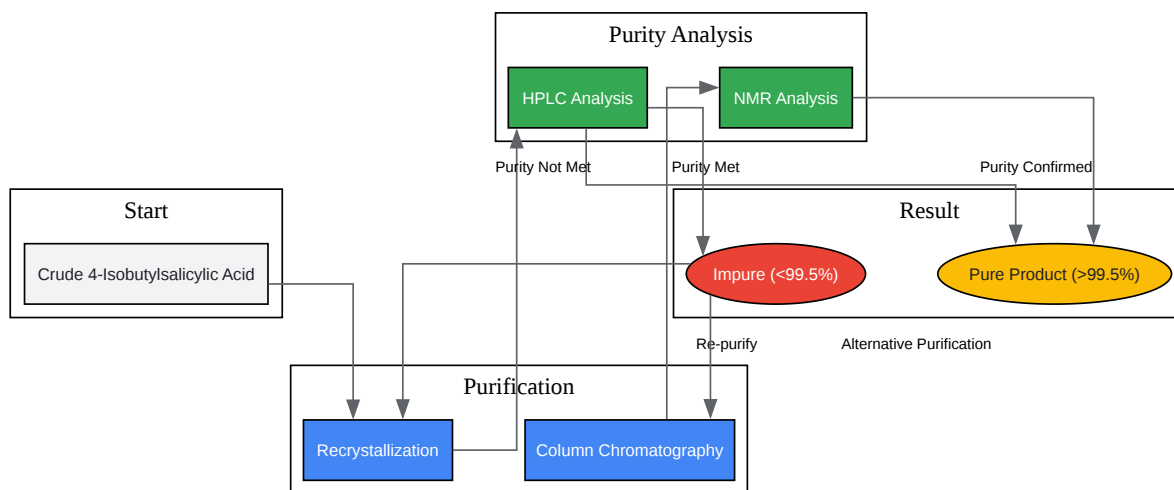 Purity Analysis
HPLC Analysis
NMR Analysis
Purity Not Met
Purity Met
Purity Confirmed
Start
Crude 4-Isobutylsalicylic Acid
Result
Impure (<99.5%)
Pure Product (>99.5%)
Re-purify
Alternative Purification
Purification
Recrystallization
Column Chromatography